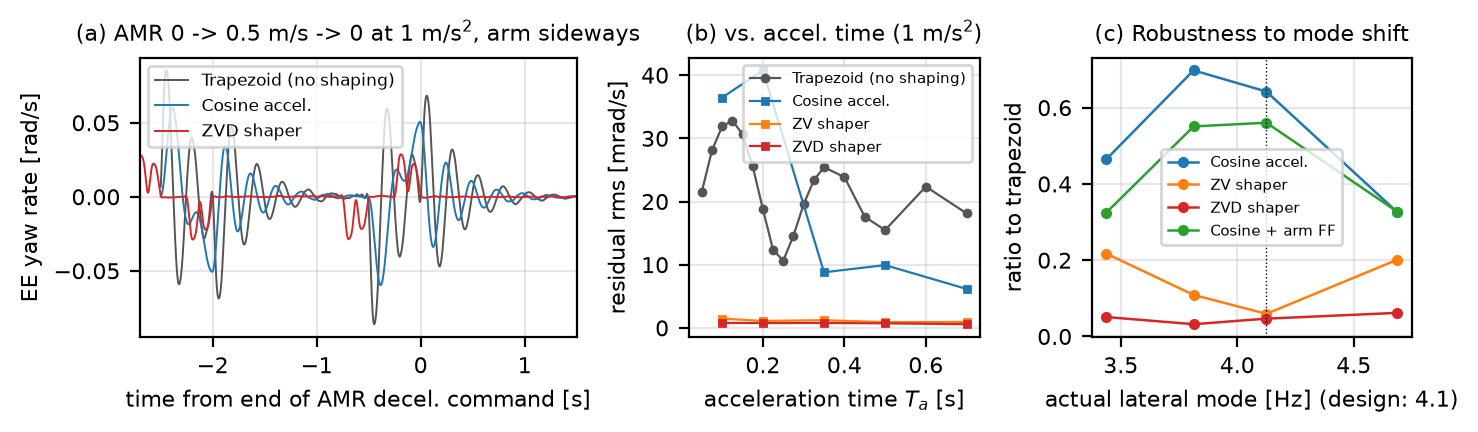 (a) AMR 0 -> 0.5 m/s -> 0 at 1 m/s², arm sideways
EE yaw rate [rad/s]
0.05
0.00
−0.05
Trapezoid (no shaping)
Cosine accel.
ZVD shaper
−2
−1
0
1
time from end of AMR decel. command [s]
(b) vs. accel. time (1 m/s²)
residual rms [mrad/s]
40
30
20
10
0
Trapezoid (no shaping)
Cosine accel.
ZV shaper
ZVD shaper
0.2
0.4
0.6
acceleration time Tₐ [s]
(c) Robustness to mode shift
ratio to trapezoid
0.6
0.4
0.2
0.0
Cosine accel.
ZV shaper
ZVD shaper
Cosine + arm FF
3.5
4.0
4.5
actual lateral mode [Hz] (design: 4.1)